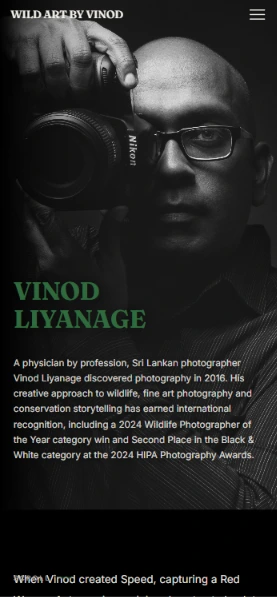 WILD ART BY VINOD
Nikon
VINOD
LIYANAGE
A physician by profession, Sri Lankan photographer
Vinod Liyanage discovered photography in 2016. His
creative approach to wildlife, fine art photography and
conservation storytelling has earned international
recognition, including a 2024 Wildlife Photographer of
the Year category win and Second Place in the Black &
White category at the 2024 HIPA Photography Awards.
When Vinod created Speed, capturing a Red